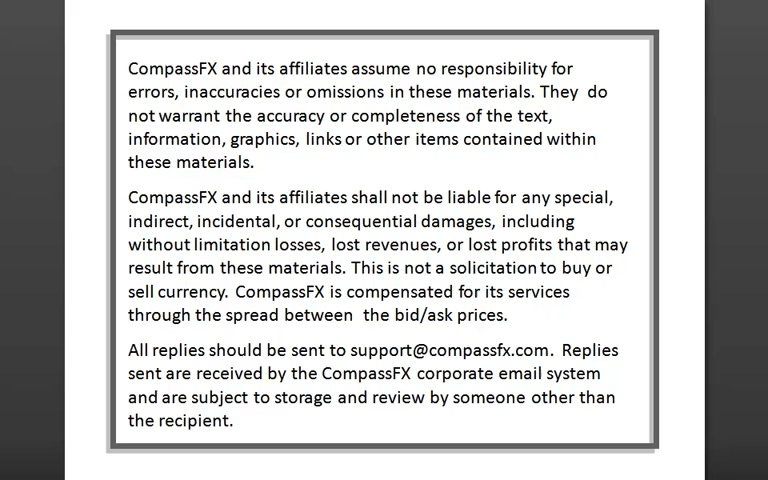 CompassFX and its affiliates assume no responsibility for
errors, inaccuracies or omissions in these materials. They do
not warrant the accuracy or completeness of the text,
information, graphics, links or other items contained within
these materials.
CompassFX and its affiliates shall not be liable for any special,
indirect, incidental, or consequential damages, including
without limitation losses, lost revenues, or lost profits that may
result from these materials. This is not a solicitation to buy or
sell currency. CompassFX is compensated for its services
through the spread between the bid/ask prices.
All replies should be sent to support@compassfx.com. Replies
sent are received by the CompassFX corporate email system
and are subject to storage and review by someone other than
the recipient.